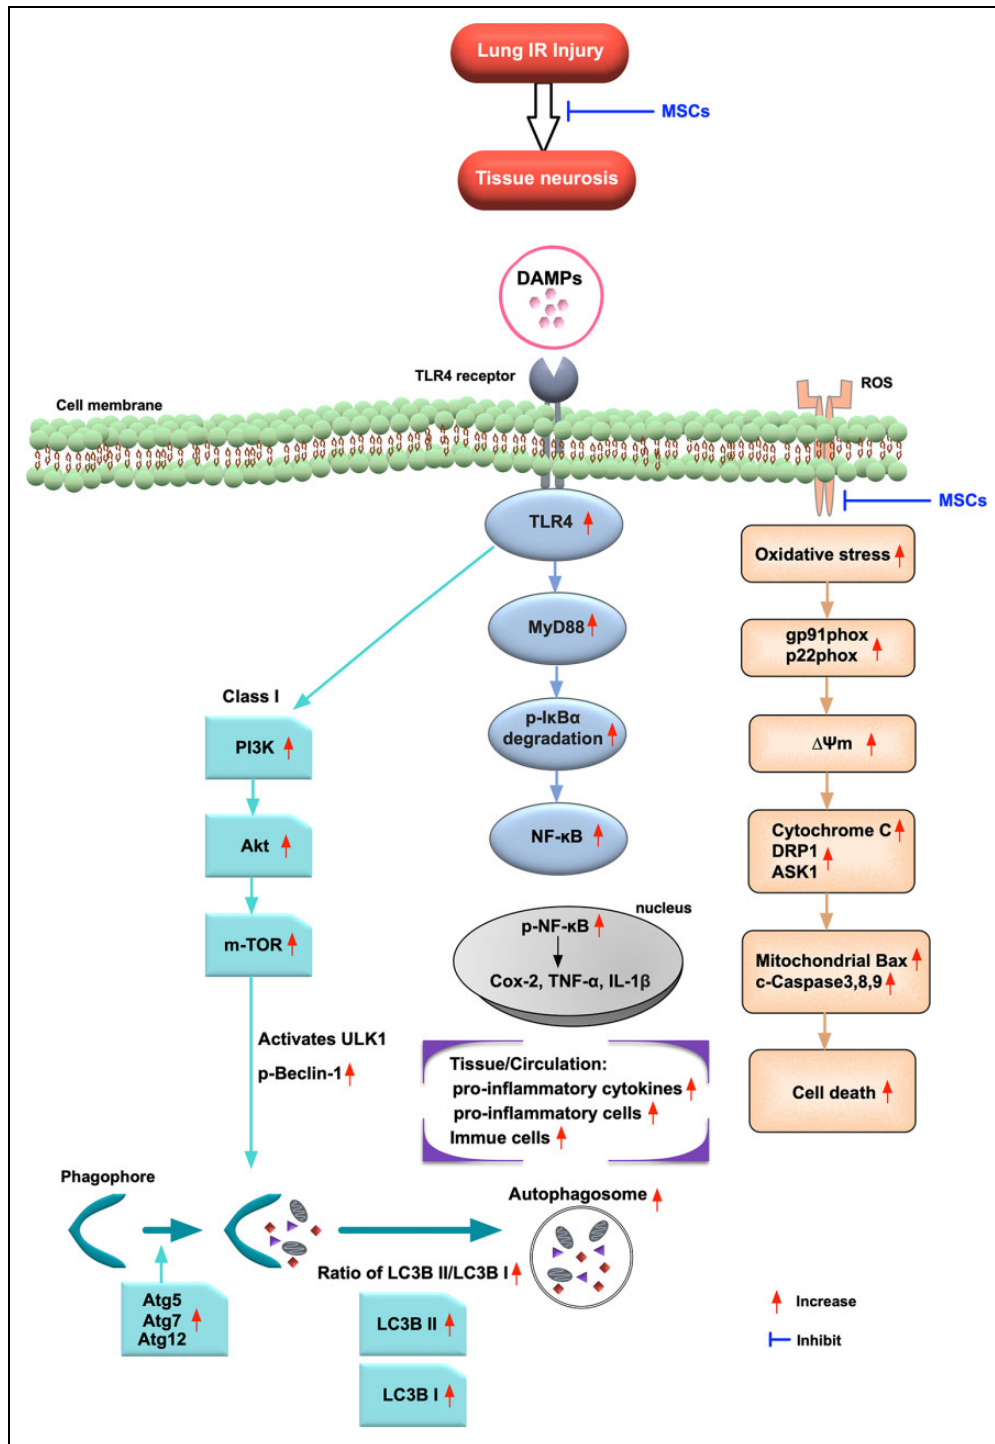 Lung IR Injury
MSCs
Tissue neurosis
DAMPs
TLR4 receptor
ROS
Cell membrane
MSCs
TLR4
Oxidative stress
MyD88
gp91phox
p22phox
Class I
PI3K
p-IκBα
degradation
ΔΨm
Akt
NF-κB
Cytochrome C
DRP1
ASK1
m-TOR
nucleus
p-NF-κB
Cox-2, TNF-α, IL-1β
Mitochondrial Bax
c-Caspase3,8,9
Activates ULK1
p-Beclin-1
Tissue/Circulation:
pro-inflammatory cytokines
pro-inflammatory cells
Immue cells
Cell death
Phagophore
Autophagosome
Ratio of LC3B II/LC3B I
Atg5
Atg7
Atg12
LC3B II
LC3B I
Increase
Inhibit